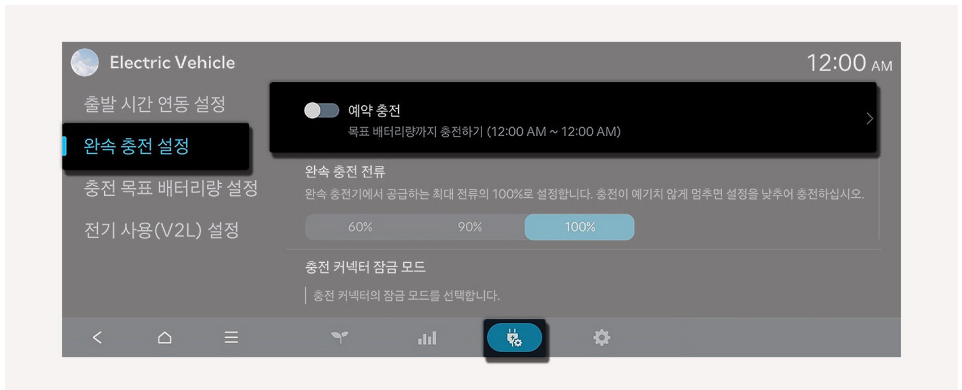 Electric Vehicle
12:00 AM
출발 시간 연동 설정
완속 충전 설정
충전 목표 배터리량 설정
전기 사용(V2L) 설정
예약 충전
목표 배터리량까지 충전하기 (12:00 AM ~ 12:00 AM)
완속 충전 전류
완속 충전기에서 공급하는 최대 전류의 100%로 설정합니다. 충전이 예기치 않게 멈추면 설정을 낮추어 충전하십시오.
60% 90% 100%
충전 커넥터 잠금 모드
충전 커넥터의 잠금 모드를 선택합니다.